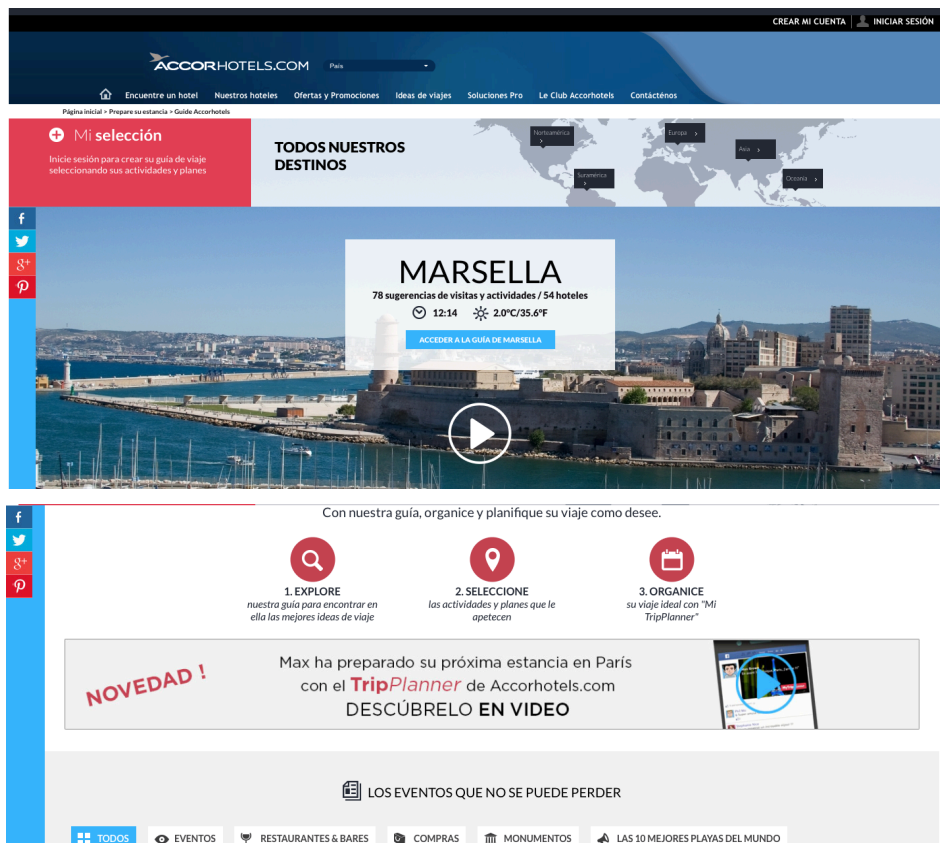 CREAR MI CUENTA
INICIAR SESIÓN
ACCORHOTELS.COM
País
Encuentre un hotel
Nuestros hoteles
Ofertas y Promociones
Ideas de viajes
Soluciones Pro
Le Club Accorhotels
Contáctenos
Página inicial > Prepare su estancia > Guide Accorhotels
Mi selección
Inicie sesión para crear su guía de viaje
seleccionando sus actividades y planes
TODOS NUESTROS
DESTINOS
Norteamérica >
Suramérica >
Europa >
Asia >
Oceanía >
f
g+
MARSELLA
78 sugerencias de visitas y actividades / 54 hoteles
12:14 2.0°C/35.6°F
ACCEDER A LA GUÍA DE MARSELLA
f
g+
Con nuestra guía, organice y planifique su viaje como desee.
1. EXPLORE
nuestra guía para encontrar en
ella las mejores ideas de viaje
2. SELECCIONE
las actividades y planes que le
apetecen
3. ORGANICE
su viaje ideal con "Mi
TripPlanner"
NOVEDAD !
Max ha preparado su próxima estancia en París
con el TripPlanner de Accorhotels.com
DESCÚBRELO EN VIDEO
LOS EVENTOS QUE NO SE PUEDE PERDER
TODOS
EVENTOS
RESTAURANTES & BARES
COMPRAS
MONUMENTOS
LAS 10 MEJORES PLAYAS DEL MUNDO